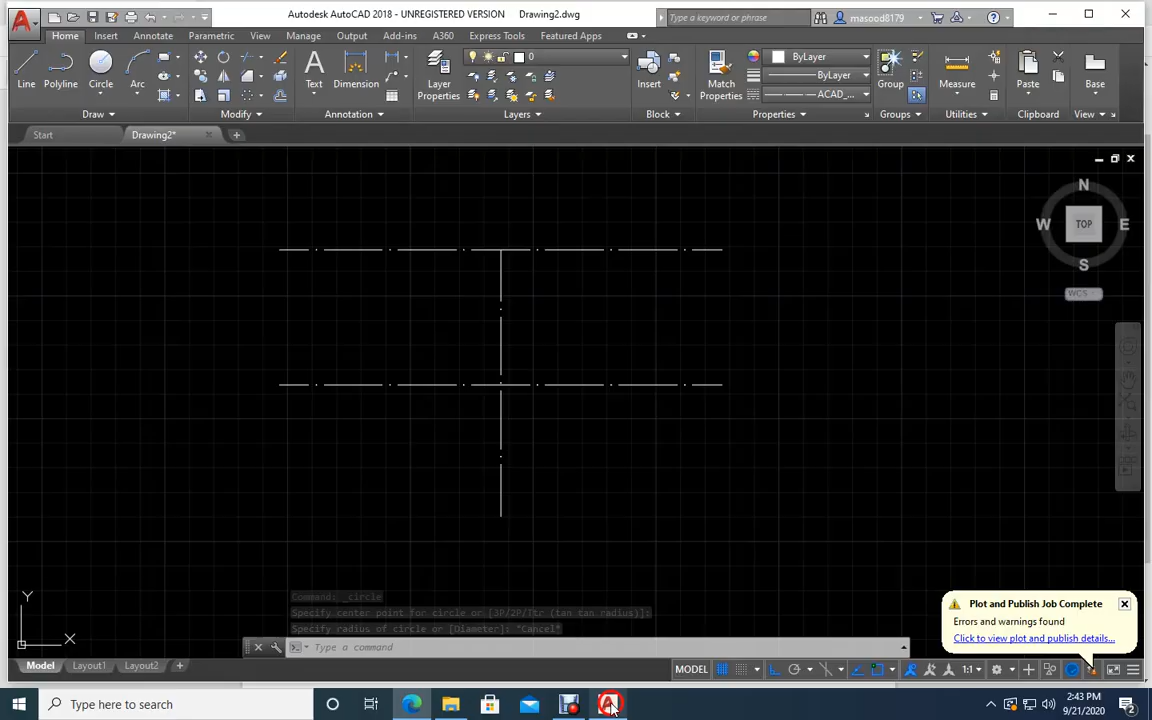 Autodesk AutoCAD 2018 - UNREGISTERED VERSION    Drawing2.dwg
Type a keyword or phrase
masood8179
Home Insert Annotate Parametric View Manage Output Add-ins A360 Express Tools Featured Apps
0
ByLayer
ByLayer
ACAD_...
Line Polyline Circle Arc
Text Dimension
Layer Properties
Insert
Match Properties
Group
Measure
Paste
Base
Draw Modify Annotation Layers Block Properties Groups Utilities Clipboard View
Start Drawing2*
N
W TOP E
S
WCS
Y
X
Command: _circle
Specify center point for circle or [3P/2P/Ttr (tan tan radius)]:
Specify radius of circle or [Diameter]: *Cancel*
Type a command
Plot and Publish Job Complete
Errors and warnings found
Click to view plot and publish details...
Model Layout1 Layout2
MODEL
1:1
Type here to search
2:43 PM
9/21/2020
2